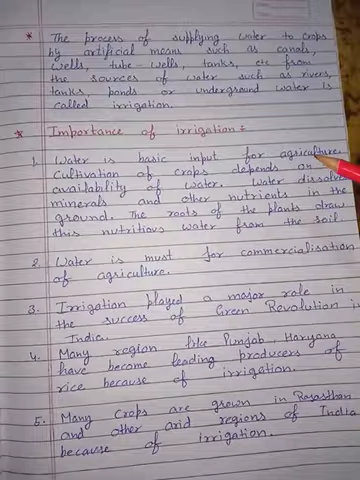 * The process of supplying water to crops
by artificial means such as canals,
wells, tube-wells, tanks, etc from
the sources of water such as rivers,
tanks, ponds or underground water is
called irrigation.
* Importance of irrigation :-
1. Water is basic input for agriculture.
Cultivation of crops depends on
availability of water. Water dissolve
minerals and other nutrients in the
ground. The roots of the plants draw
this nutritious water from the soil
2. Water is must for commercialisation
of agriculture.
3. Irrigation played a major role in
the success of Green Revolution in
India.
4. Many region like Punjab, Haryana
have become leading producers of
rice because of irrigation.
5. Many Crops are grown in Rajasthan
and other arid regions of India
because of irrigation.